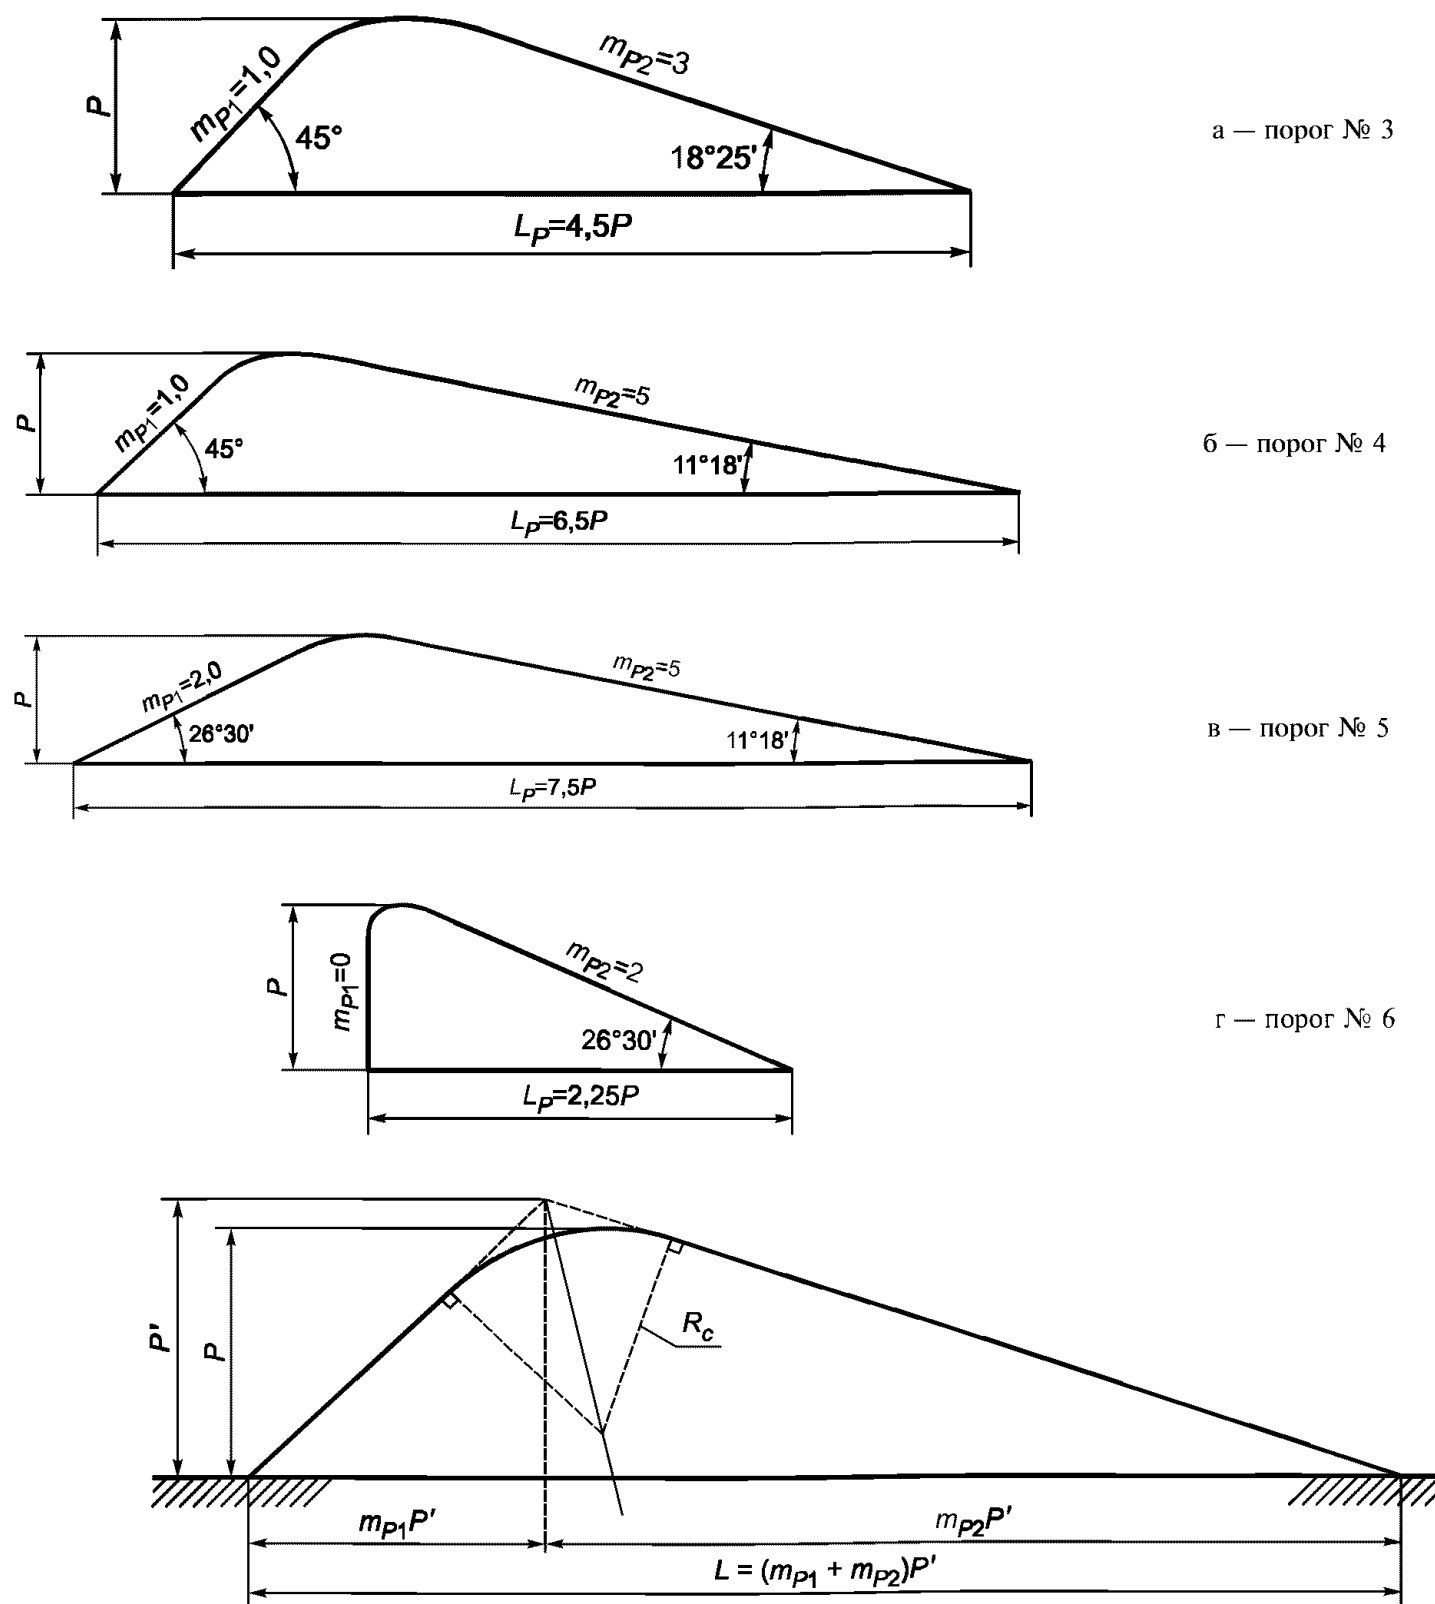 P
m_P1=1,0
45°
m_P2=3
18°25'
L_P=4,5P
а — порог № 3
P
m_P1=1,0
45°
m_P2=5
11°18'
L_P=6,5P
б — порог № 4
P
m_P1=2,0
26°30'
m_P2=5
11°18'
L_P=7,5P
в — порог № 5
P
m_P1=0
m_P2=2
26°30'
L_P=2,25P
г — порог № 6
P'
P
R_c
m_P1P'
m_P2P'
L = (m_P1 + m_P2)P'